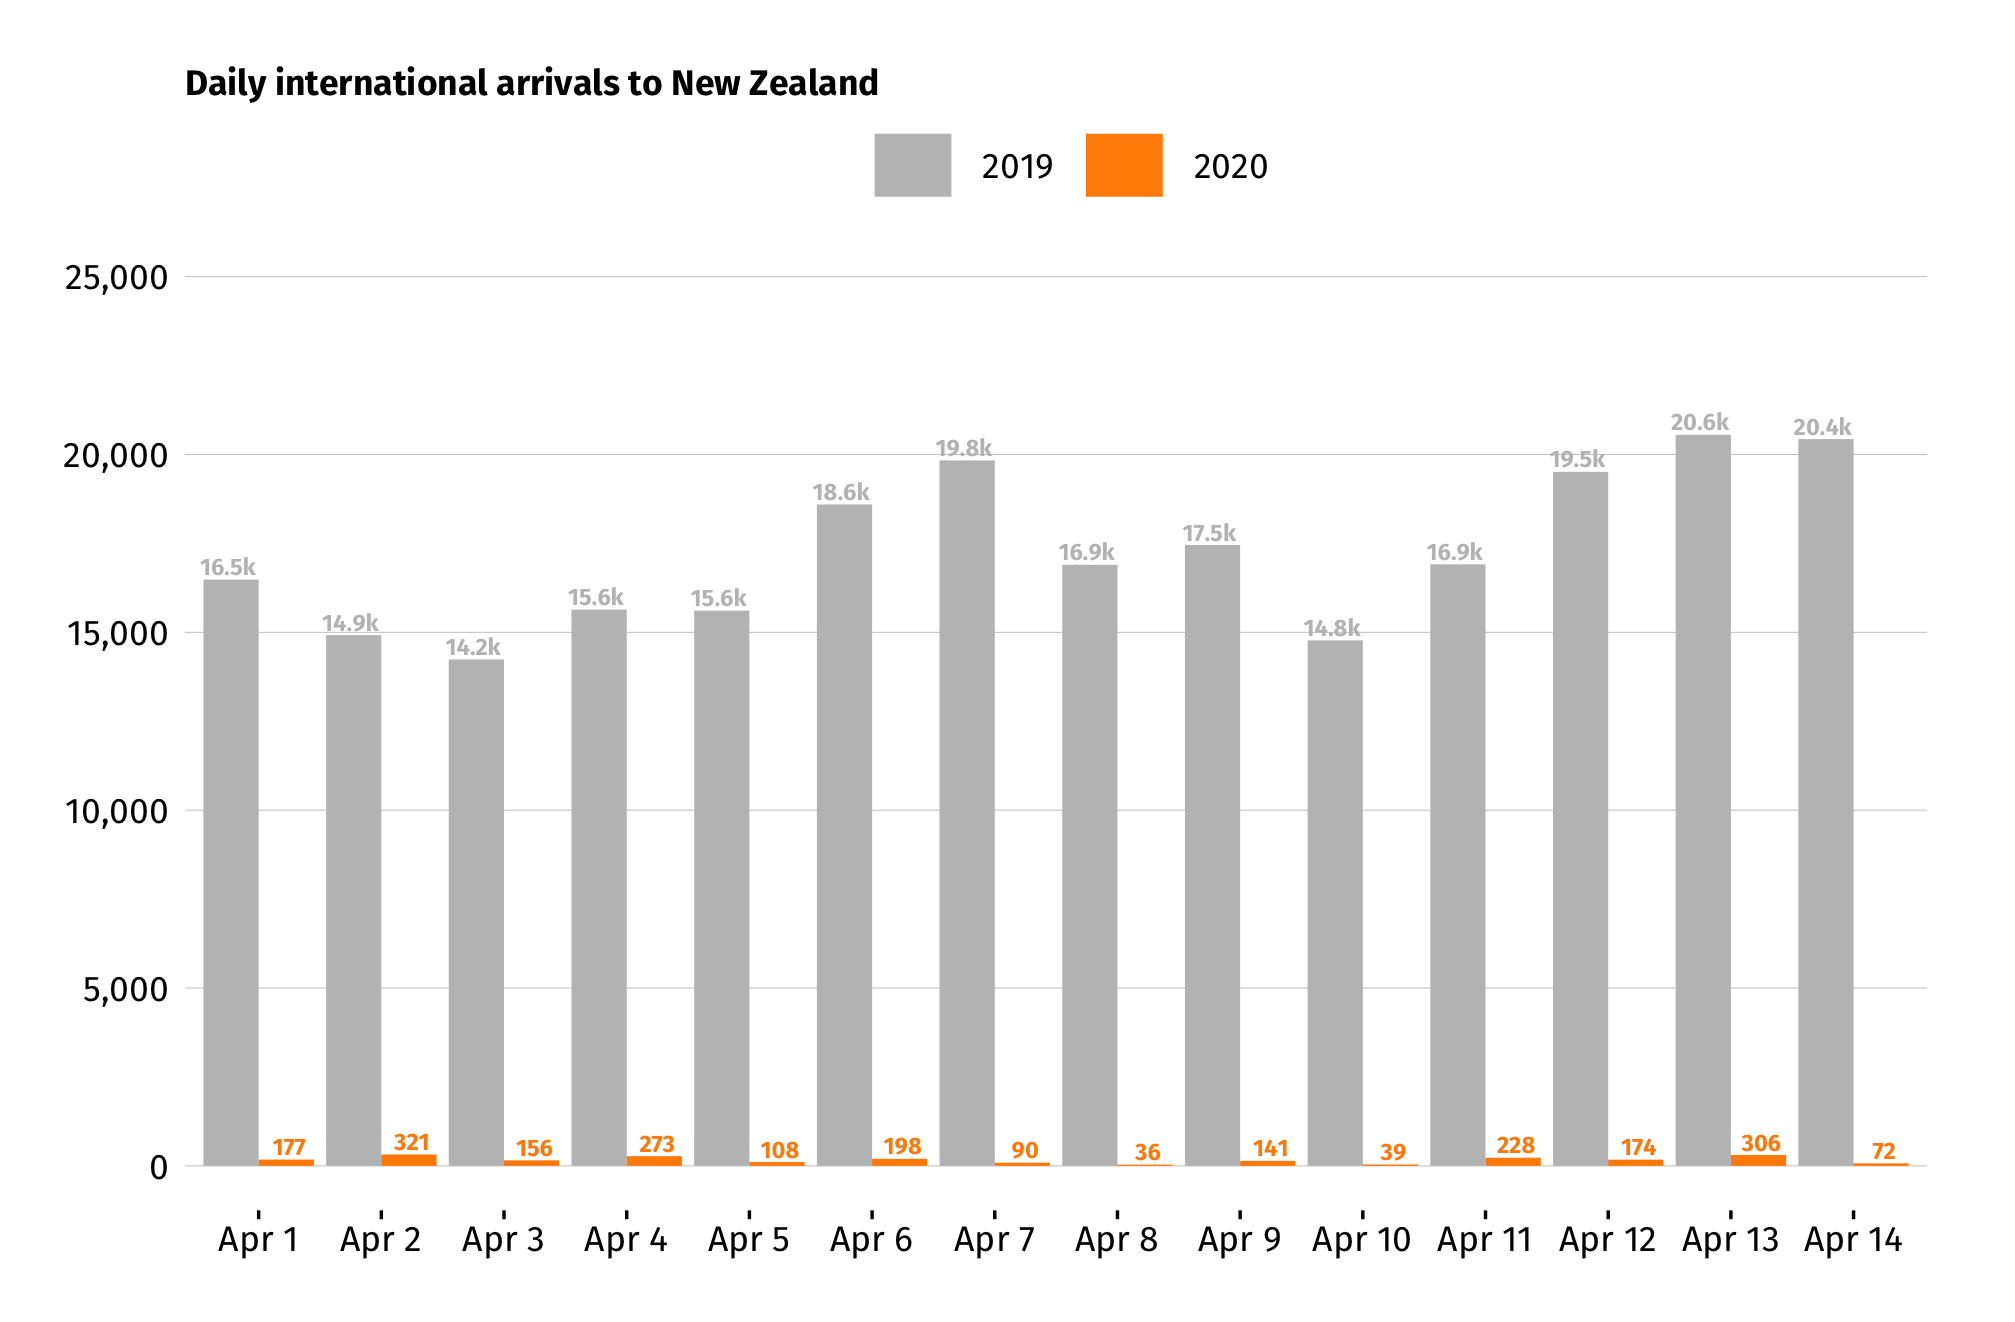 Daily international arrivals to New Zealand
2019 2020
25,000
20,000
15,000
10,000
5,000
0
16.5k 14.9k 14.2k 15.6k 15.6k 18.6k 19.8k 16.9k 17.5k 14.8k 16.9k 19.5k 20.6k 20.4k
177 321 156 273 108 198 90 36 141 39 228 174 306 72
Apr 1 Apr 2 Apr 3 Apr 4 Apr 5 Apr 6 Apr 7 Apr 8 Apr 9 Apr 10 Apr 11 Apr 12 Apr 13 Apr 14